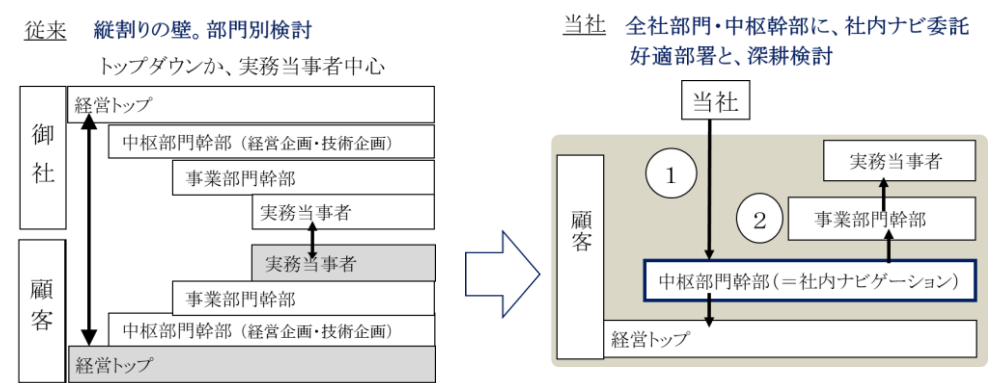 従来 縦割りの壁。部門別検討
トップダウンか、実務当事者中心
御社
経営トップ
中枢部門幹部（経営企画・技術企画）
事業部門幹部
実務当事者
顧客
実務当事者
事業部門幹部
中枢部門幹部（経営企画・技術企画）
経営トップ
当社 全社部門・中枢幹部に、社内ナビ委託
好適部署と、深耕検討
当社
顧客
1
2
実務当事者
事業部門幹部
中枢部門幹部(＝社内ナビゲーション)
経営トップ